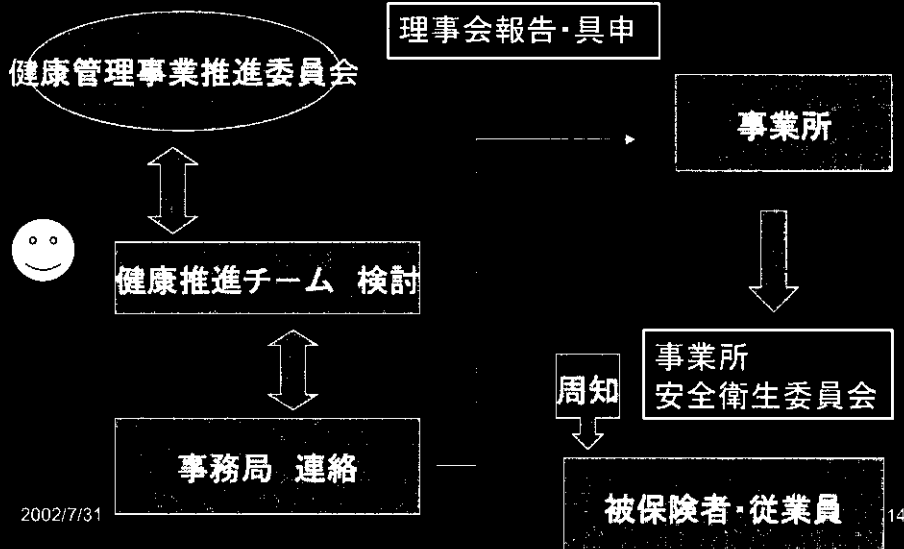 理事会報告・具申
健康管理事業推進委員会
事業所
健康推進チーム 検討
事業所
安全衛生委員会
周知
事務局 連絡
被保険者・従業員
2002/7/31
14